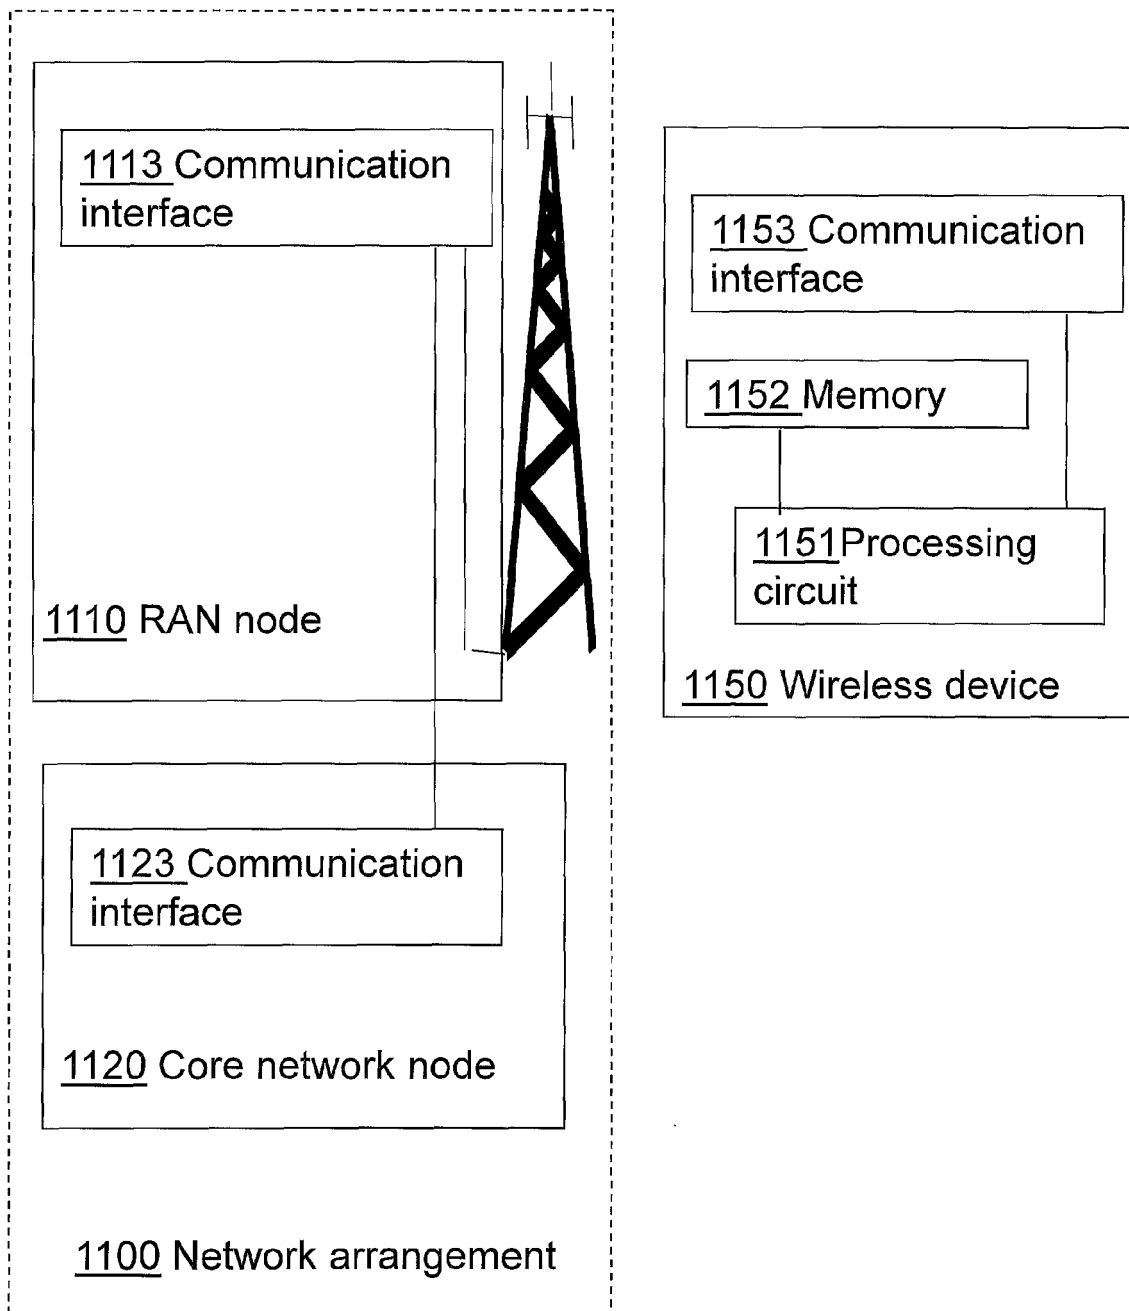 1113 Communication
interface
1110 RAN node
1123 Communication
interface
1120 Core network node
1100 Network arrangement
1153 Communication
interface
1152 Memory
1151Processing
circuit
1150 Wireless device